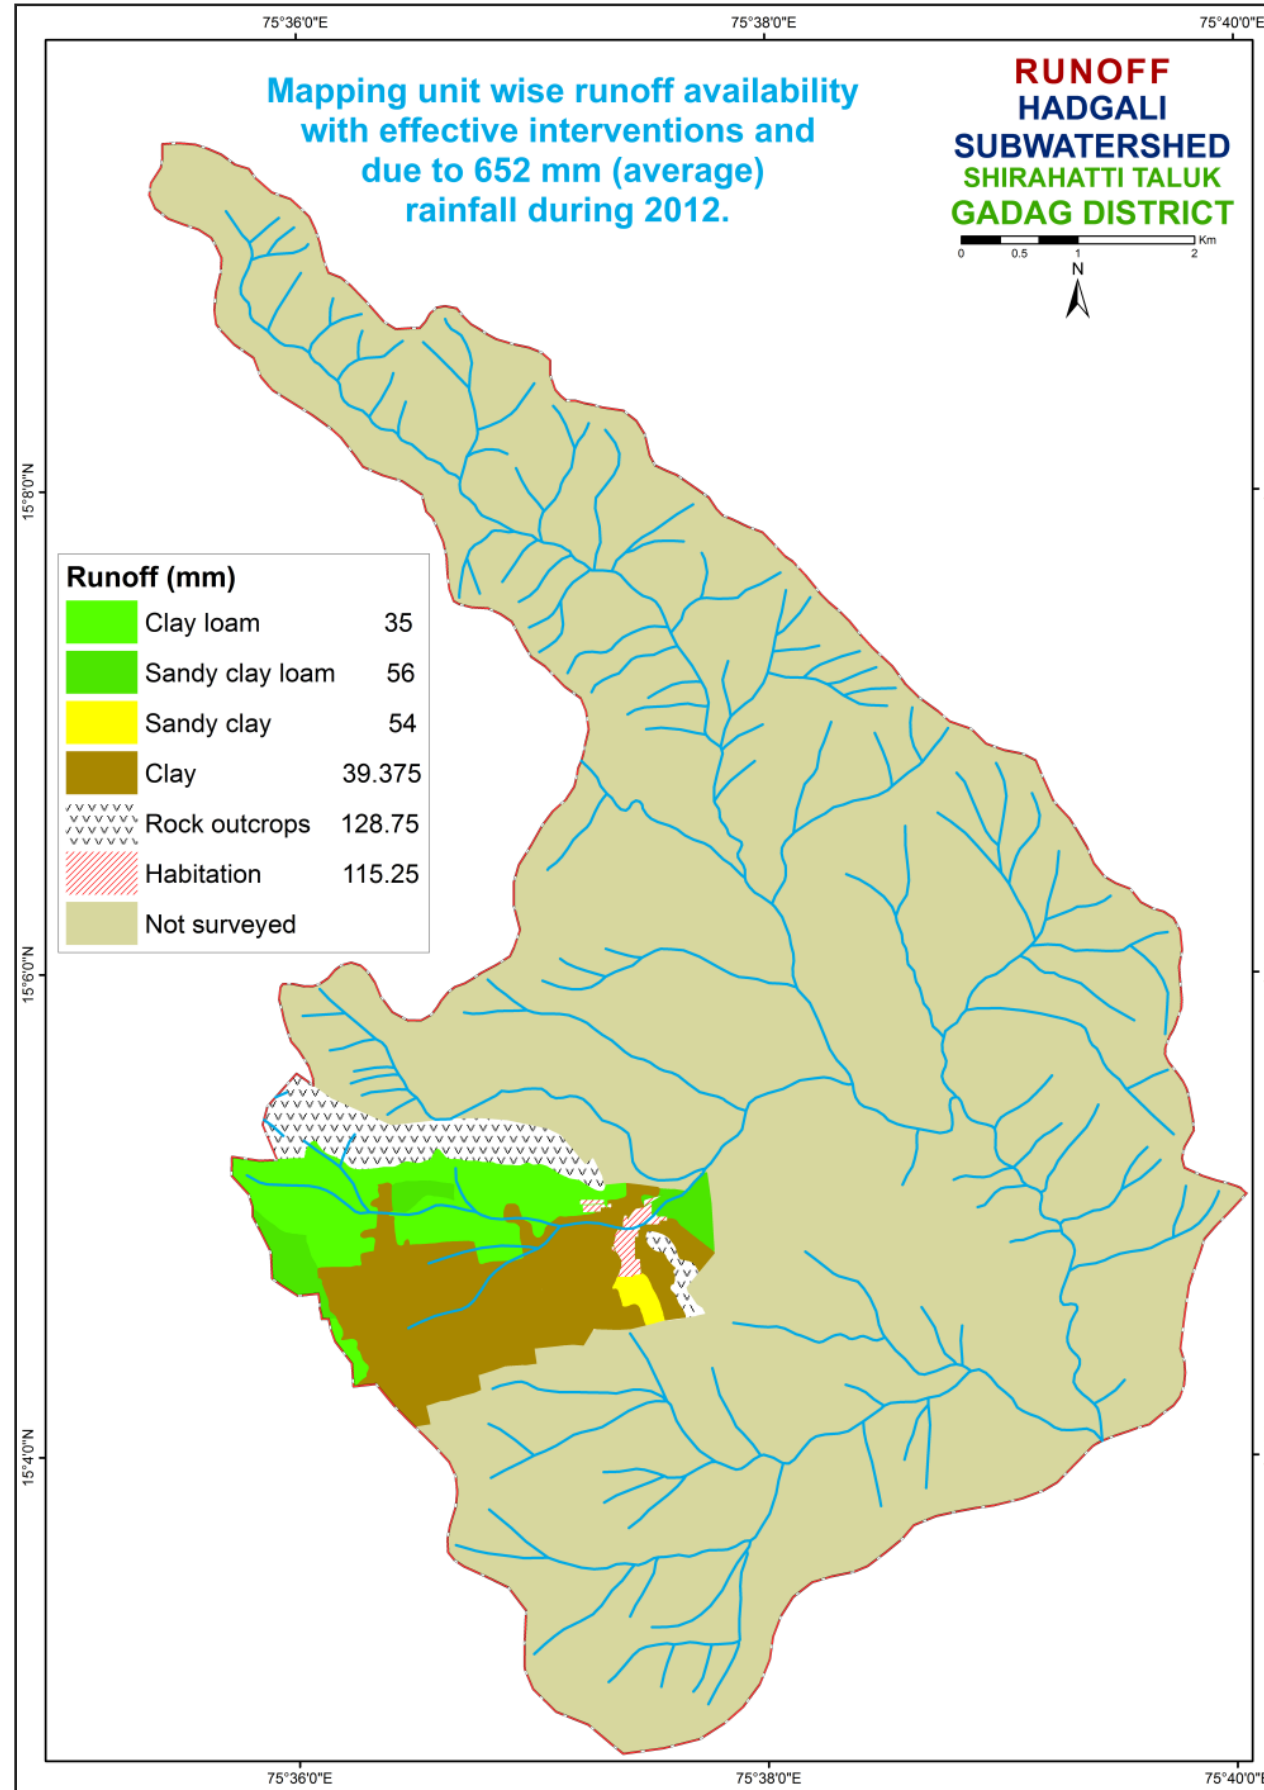 75°36'0"E
75°38'0"E
75°40'0"E
Mapping unit wise runoff availability
with effective interventions and
due to 652 mm (average)
rainfall during 2012.
RUNOFF
HADGALI
SUBWATERSHED
SHIRAHATTI TALUK
GADAG DISTRICT
Km
0 0.5 1 2
N
15°8'0"N
Runoff (mm)
Clay loam 35
Sandy clay loam 56
Sandy clay 54
Clay 39.375
Rock outcrops 128.75
Habitation 115.25
Not surveyed
15°6'0"N
15°4'0"N
75°36'0"E
75°38'0"E
75°40'0"E